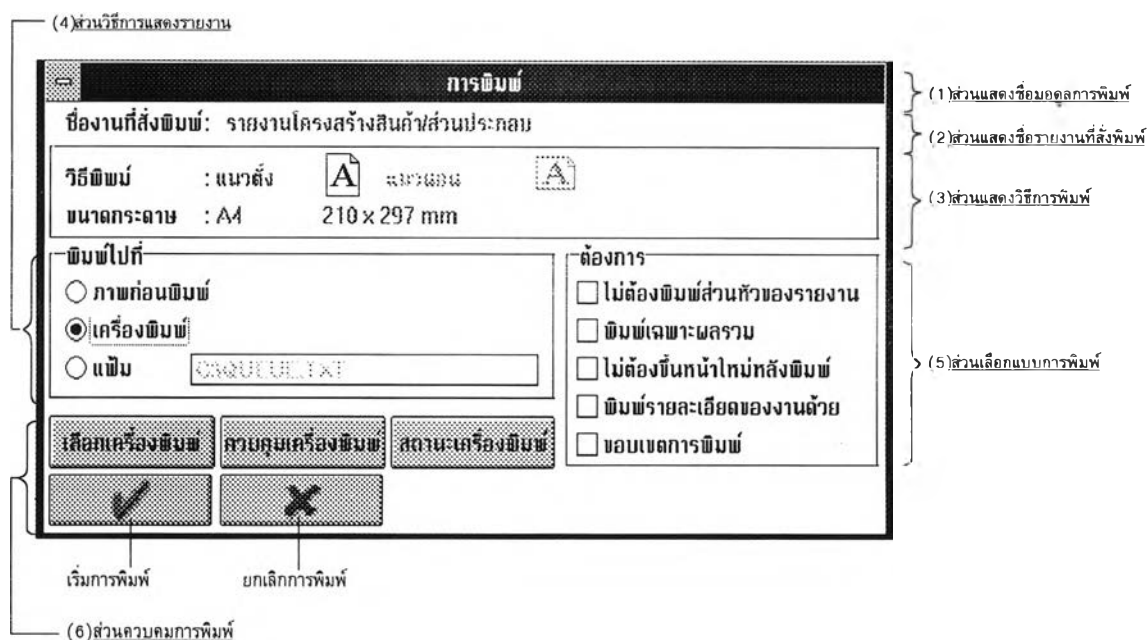 (4)ส่วนวิธีการแสดงรายงาน
การพิมพ์
(1)ส่วนแสดงชื่อมอดูลการพิมพ์
ชื่องานที่สั่งพิมพ์: รายงานโครงสร้างสินค้า/ส่วนประกอบ
(2)ส่วนแสดงชื่อรายงานที่สั่งพิมพ์
วิธีพิมพ์ : แนวตั้ง A แนวนอน A
(3)ส่วนแสดงวิธีการพิมพ์
ขนาดกระดาษ : A4 210 x 297 mm
พิมพ์ไปที่
ภาพก่อนพิมพ์
เครื่องพิมพ์
แฟ้ม C:\QUEUE.TXT
ต้องการ
ไม่ต้องพิมพ์ส่วนหัวของรายงาน
พิมพ์เฉพาะผลรวม
ไม่ต้องขึ้นหน้าใหม่หลังพิมพ์
พิมพ์รายละเอียดของงานด้วย
ขอบเขตการพิมพ์
(5)ส่วนเลือกแบบการพิมพ์
เลือกเครื่องพิมพ์ ควบคุมเครื่องพิมพ์ สถานะเครื่องพิมพ์
เริ่มการพิมพ์ ยกเลิกการพิมพ์
(6)ส่วนควบคุมการพิมพ์